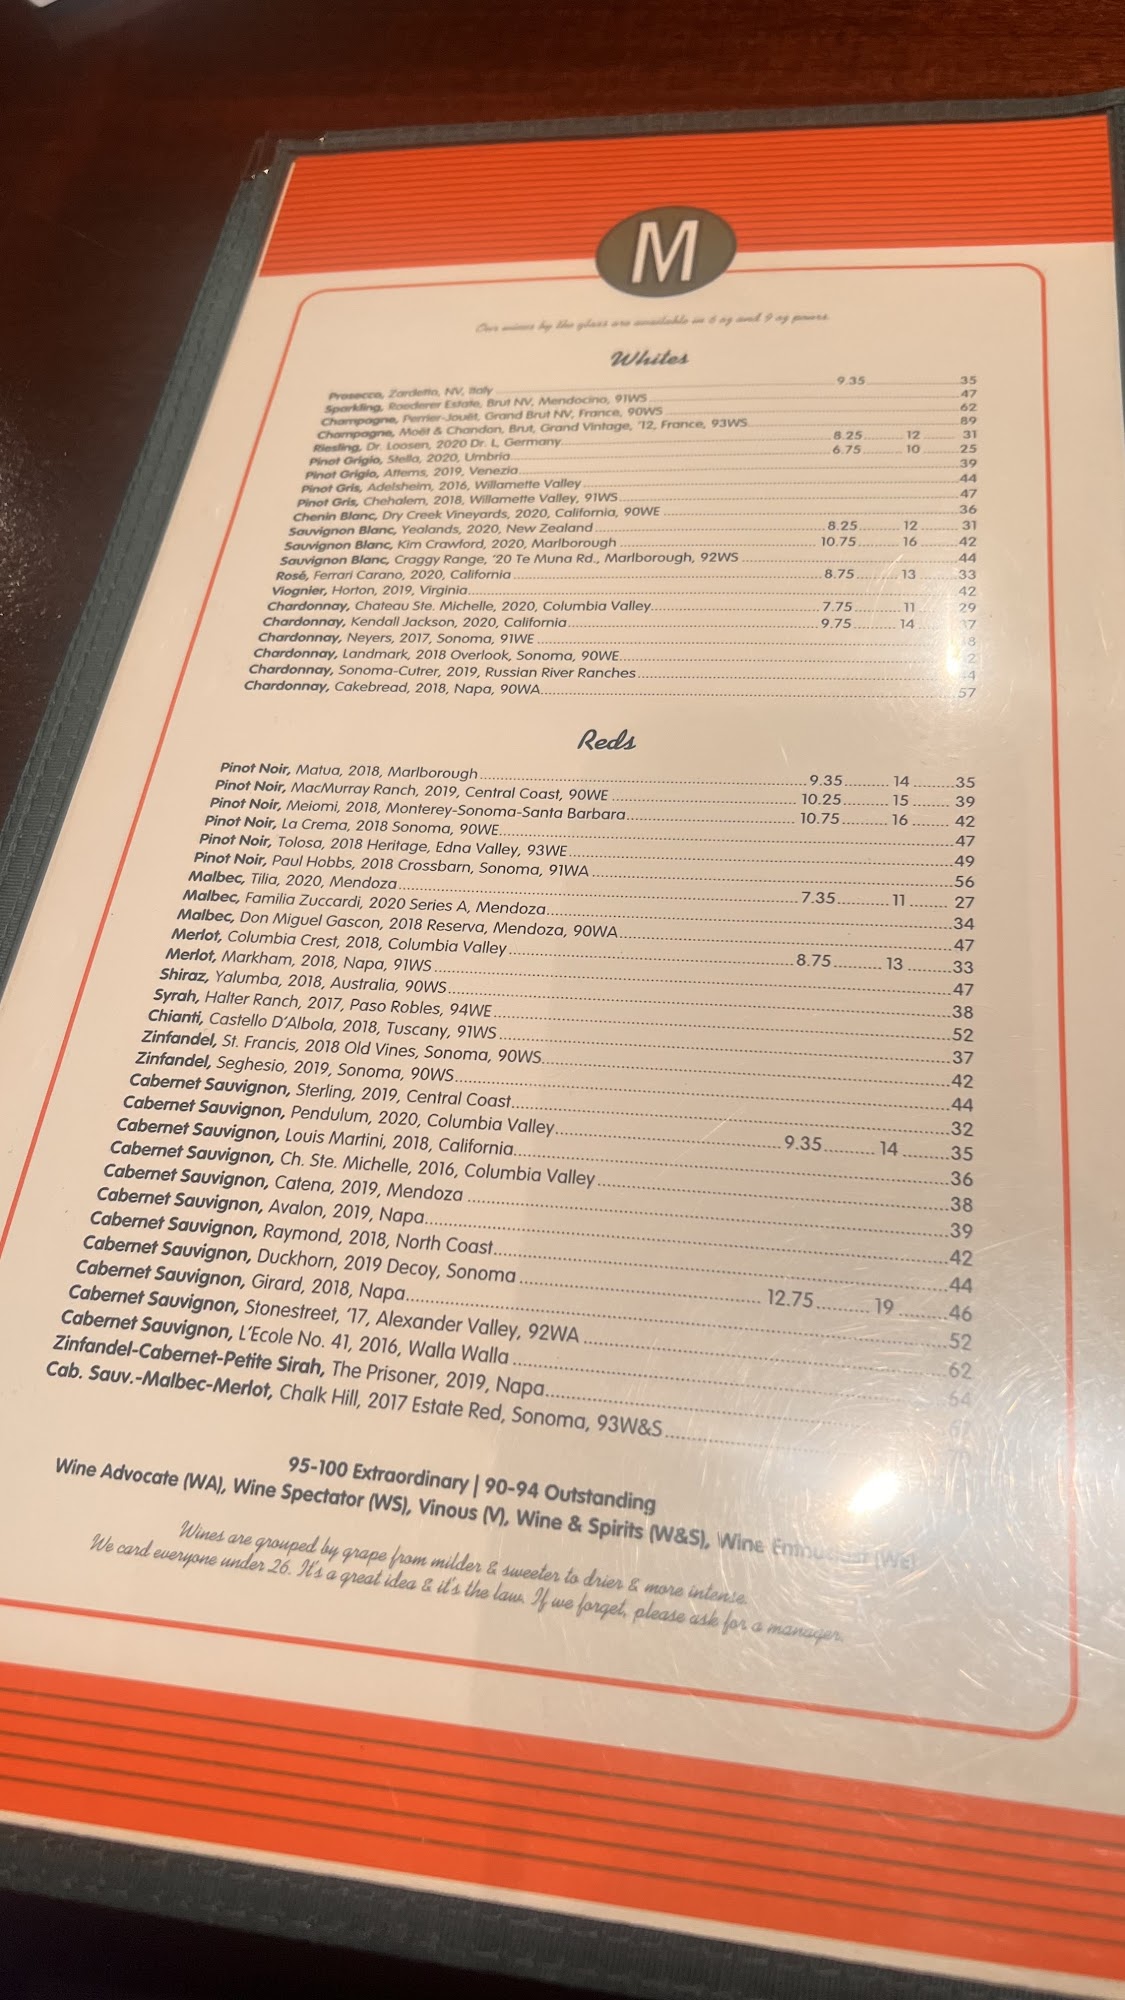 M
Our wines by the glass are available in 6 oz and 9 oz pours.
Whites
Prosecco, Zardetto, NV, Italy 9.35 35
Sparkling, Roederer Estate, Brut NV, Mendocino, 91WS 47
Champagne, Perrier-Jouët, Grand Brut NV, France, 90WS 62
Champagne, Moët & Chandon, Brut, Grand Vintage, '12, France, 93WS 89
Riesling, Dr. Loosen, 2020 Dr. L, Germany 8.25 12 31
Pinot Grigio, Stella, 2020, Umbria 6.75 10 25
Pinot Grigio, Attems, 2019, Venezia 39
Pinot Gris, Adelsheim, 2016, Willamette Valley 44
Pinot Gris, Chehalem, 2018, Willamette Valley, 91WS 47
Chenin Blanc, Dry Creek Vineyards, 2020, California, 90WE 36
Sauvignon Blanc, Yealands, 2020, New Zealand 8.25 12 31
Sauvignon Blanc, Kim Crawford, 2020, Marlborough 10.75 16 42
Sauvignon Blanc, Craggy Range, '20 Te Muna Rd., Marlborough, 92WS 44
Rosé, Ferrari Carano, 2020, California 8.75 13 33
Viognier, Horton, 2019, Virginia 42
Chardonnay, Chateau Ste. Michelle, 2020, Columbia Valley 7.75 11 29
Chardonnay, Kendall Jackson, 2020, California 9.75 14 37
Chardonnay, Neyers, 2017, Sonoma, 91WE
Chardonnay, Landmark, 2018 Overlook, Sonoma, 90WE
Chardonnay, Sonoma-Cutrer, 2019, Russian River Ranches
Chardonnay, Cakebread, 2018, Napa, 90WA 57
Reds
Pinot Noir, Matua, 2018, Marlborough 9.35 14 35
Pinot Noir, MacMurray Ranch, 2019, Central Coast, 90WE 10.25 15 39
Pinot Noir, Meiomi, 2018, Monterey-Sonoma-Santa Barbara 10.75 16 42
Pinot Noir, La Crema, 2018 Sonoma, 90WE 47
Pinot Noir, Tolosa, 2018 Heritage, Edna Valley, 93WE 49
Pinot Noir, Paul Hobbs, 2018 Crossbarn, Sonoma, 91WA 56
Malbec, Tilia, 2020, Mendoza 7.35 11 27
Malbec, Familia Zuccardi, 2020 Series A, Mendoza 34
Malbec, Don Miguel Gascon, 2018 Reserva, Mendoza, 90WA 47
Merlot, Columbia Crest, 2018, Columbia Valley 8.75 13 33
Merlot, Markham, 2018, Napa, 91WS 47
Shiraz, Yalumba, 2018, Australia, 90WS 38
Syrah, Halter Ranch, 2017, Paso Robles, 94WE 52
Chianti, Castello D'Albola, 2018, Tuscany, 91WS 37
Zinfandel, St. Francis, 2018 Old Vines, Sonoma, 90WS 42
Zinfandel, Seghesio, 2019, Sonoma, 90WS 44
Cabernet Sauvignon, Sterling, 2019, Central Coast 32
Cabernet Sauvignon, Pendulum, 2020, Columbia Valley 9.35 14 35
Cabernet Sauvignon, Louis Martini, 2018, California 36
Cabernet Sauvignon, Ch. Ste. Michelle, 2016, Columbia Valley 38
Cabernet Sauvignon, Catena, 2019, Mendoza 39
Cabernet Sauvignon, Avalon, 2019, Napa 42
Cabernet Sauvignon, Raymond, 2018, North Coast 44
Cabernet Sauvignon, Duckhorn, 2019 Decoy, Sonoma 12.75 19 46
Cabernet Sauvignon, Girard, 2018, Napa 52
Cabernet Sauvignon, Stonestreet, '17, Alexander Valley, 92WA 62
Cabernet Sauvignon, L'Ecole No. 41, 2016, Walla Walla 64
Zinfandel-Cabernet-Petite Sirah, The Prisoner, 2019, Napa
Cab. Sauv.-Malbec-Merlot, Chalk Hill, 2017 Estate Red, Sonoma, 93W&S
95-100 Extraordinary | 90-94 Outstanding
Wine Advocate (WA), Wine Spectator (WS), Vinous (V), Wine & Spirits (W&S), Wine Enthusiast (WE)
Wines are grouped by grape from milder & sweeter to drier & more intense.
We card everyone under 26. It's a great idea & it's the law. If we forget, please ask for a manager.